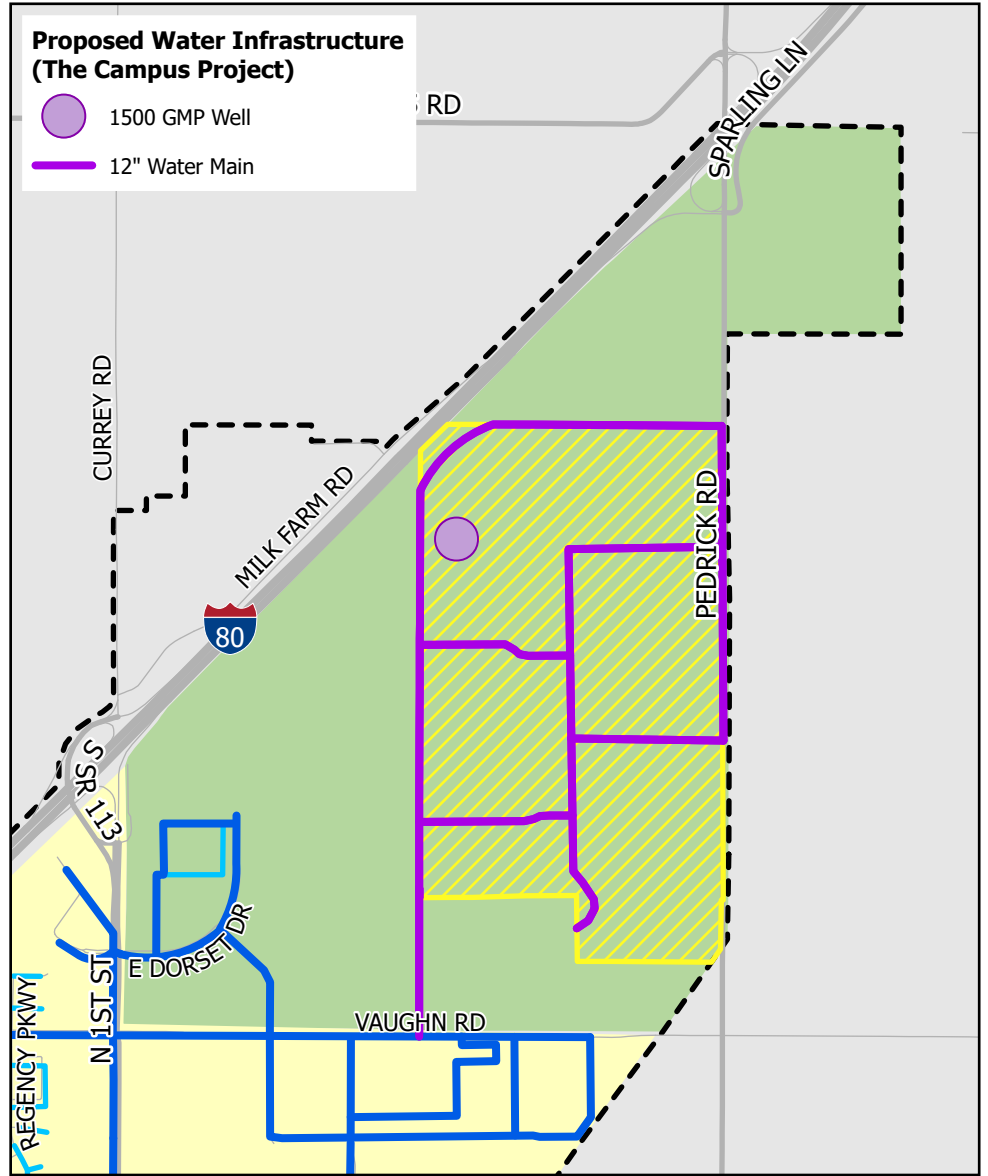 Proposed Water Infrastructure
(The Campus Project)
1500 GMP Well
12" Water Main
RD
SPARLING LN
CURREY RD
MILK FARM RD
PEDRICK RD
80
SR 113 S
E DORSET DR
N 1ST ST
VAUGHN RD
REGENCY PKWY